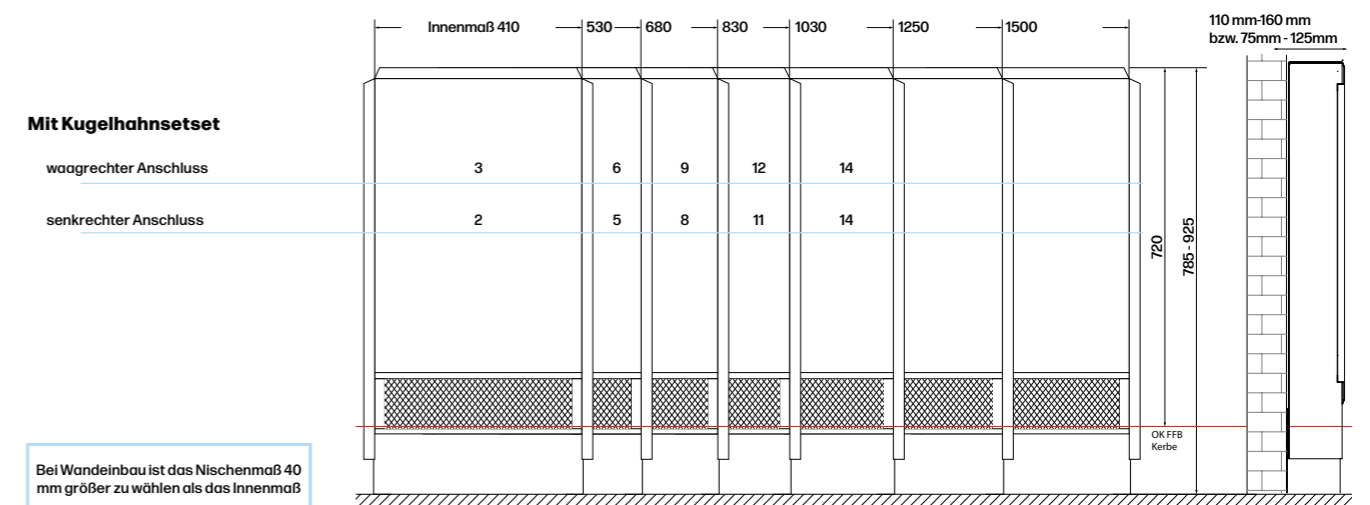 110 mm-160 mm
bzw. 75mm - 125mm
Innenmaß 410 530 680 830 1030 1250 1500
Mit Kugelhahnsetset
waagrechter Anschluss 3 6 9 12 14
senkrechter Anschluss 2 5 8 11 14
720
785 - 925
OK FFB
Kerbe
Bei Wandeinbau ist das Nischenmaß 40
mm größer zu wählen als das Innenmaß